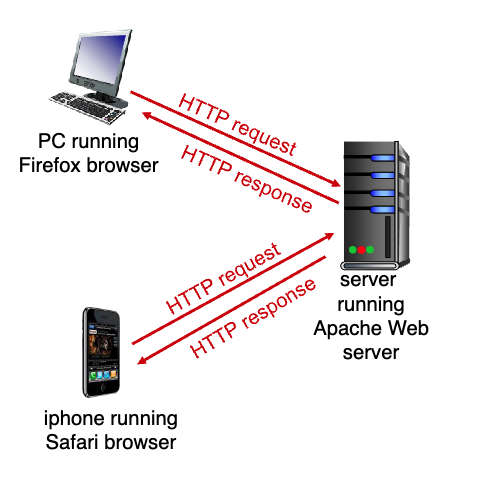 HTTP request
PC running
Firefox browser
HTTP response
HTTP request
server
running
Apache Web
server
HTTP response
iphone running
Safari browser